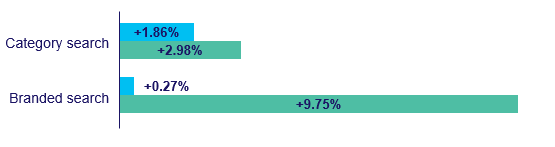 +1.86%
Category search
+2.98%
+0.27%
Branded search
+9.75%